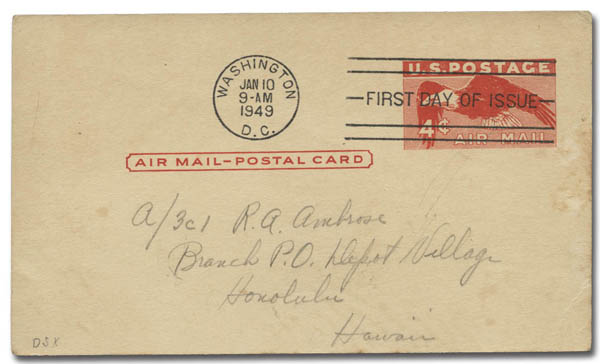 WASHINGTON
JAN 10
9-AM
1949
D.C.
U.S. POSTAGE
FIRST DAY OF ISSUE
4¢
AIR MAIL
AIR MAIL-POSTAL CARD
A/3c1 R.A. Ambrose
Branch P.O. Depot Village
Honolulu
Hawaii
DSX